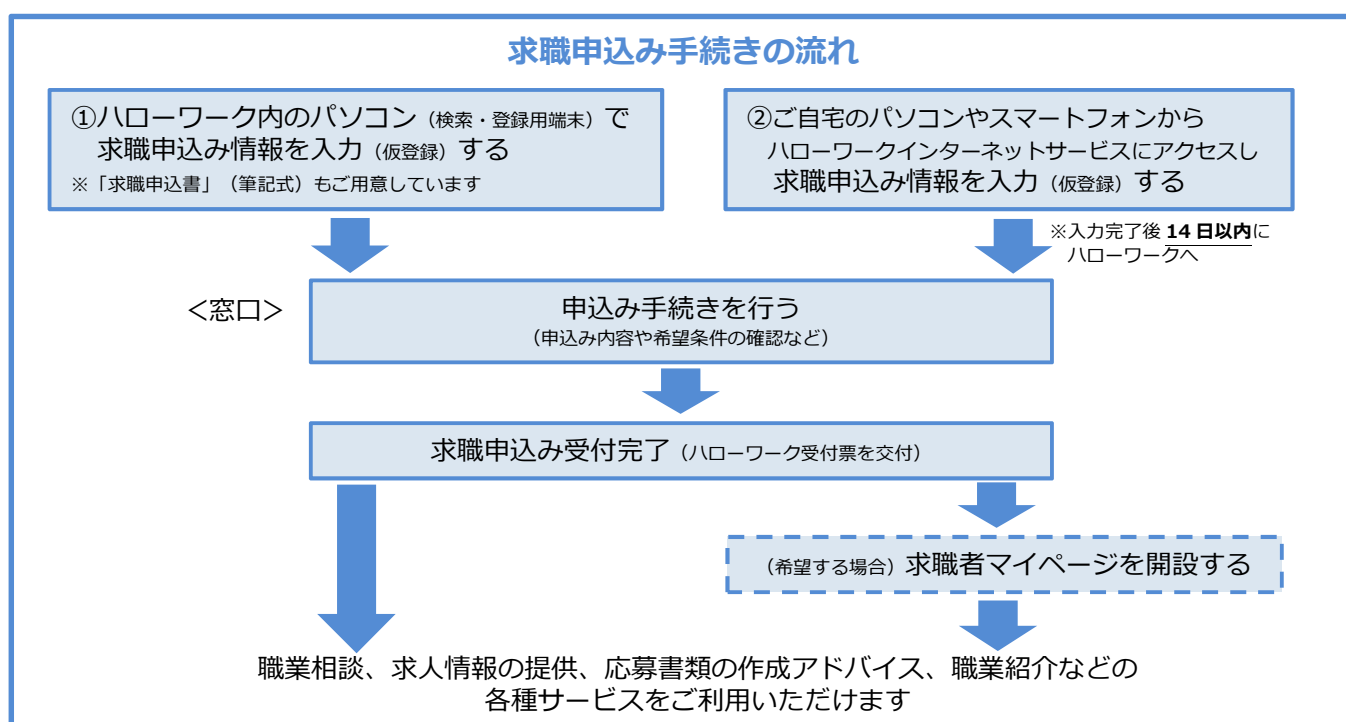 求職申込み手続きの流れ
①ハローワーク内のパソコン（検索・登録用端末）で
求職申込み情報を入力（仮登録）する
※「求職申込書」（筆記式）もご用意しています
②ご自宅のパソコンやスマートフォンから
ハローワークインターネットサービスにアクセスし
求職申込み情報を入力（仮登録）する
※入力完了後 14 日以内に
ハローワークへ
＜窓口＞
申込み手続きを行う
（申込み内容や希望条件の確認など）
求職申込み受付完了（ハローワーク受付票を交付）
（希望する場合）求職者マイページを開設する
職業相談、求人情報の提供、応募書類の作成アドバイス、職業紹介などの
各種サービスをご利用いただけます